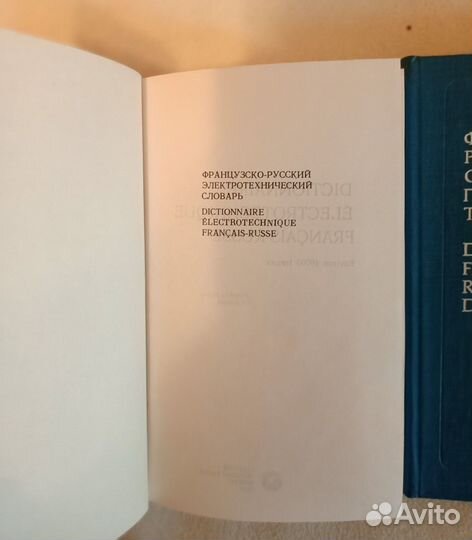 ФРАНЦУЗСКО-РУССКИЙ
ЭЛЕКТРОТЕХНИЧЕСКИЙ
СЛОВАРЬ
DICTIONNAIRE
ÉLECTROTECHNIQUE
FRANÇAIS-RUSSE
Ф
Р
С
П
Т
D
F
R
D
Avito